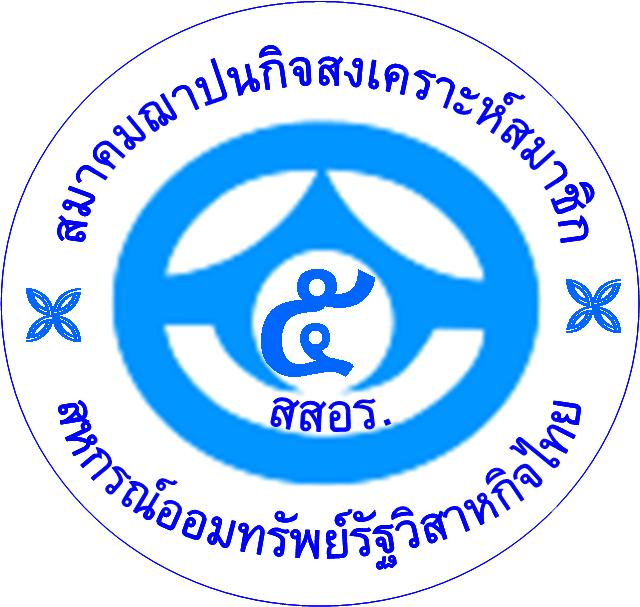 สมาคมฌาปนกิจสงเคราะห์สมาชิก
๕
สสอร.
สหกรณ์ออมทรัพย์รัฐวิสาหกิจไทย